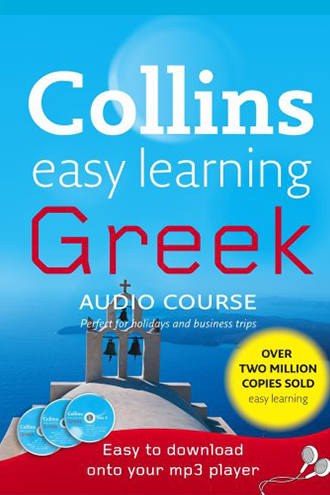 Collins
easy learning
Greek
AUDIO COURSE
Perfect for holidays and business trips
OVER
TWO MILLION
COPIES SOLD
easy learning
Easy to download
onto your mp3 player